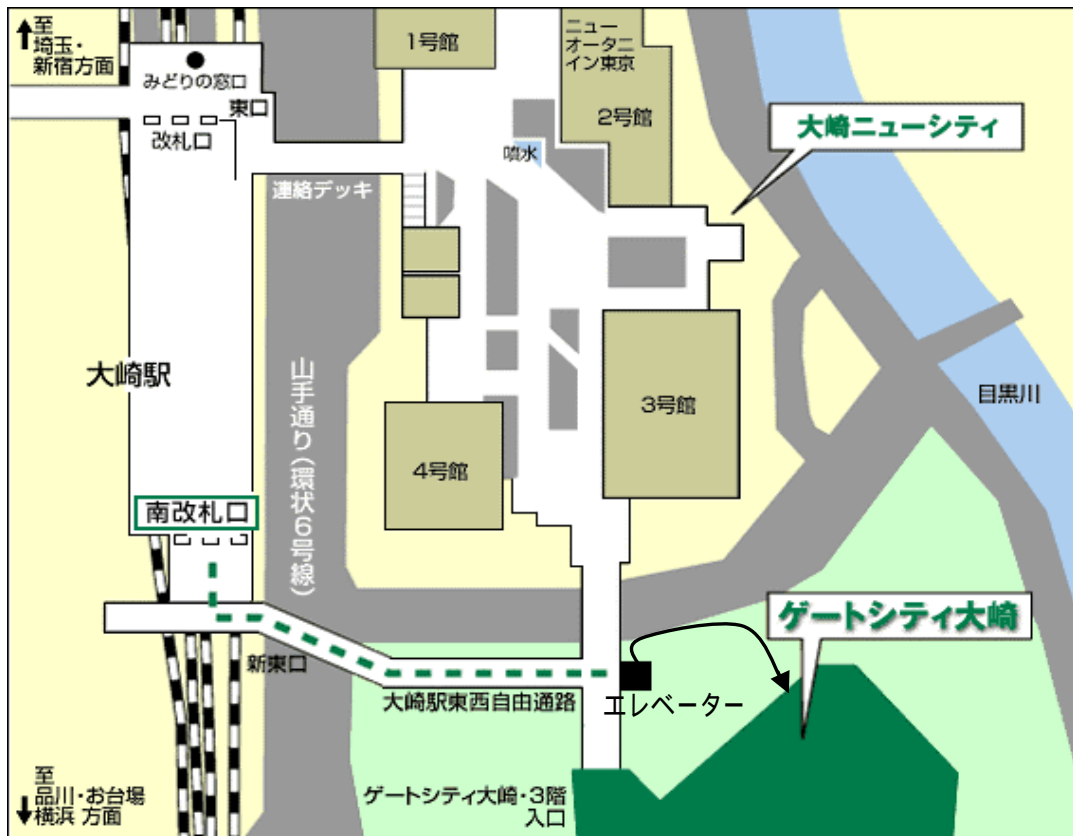 至
埼玉・
新宿方面
みどりの窓口
東口
改札口
連絡デッキ
1号館
ニュー
オータニ
イン東京
2号館
噴水
大崎ニューシティ
大崎駅
山手通り(環状6号線)
3号館
4号館
目黒川
南改札口
新東口
大崎駅東西自由通路
エレベーター
ゲートシティ大崎
ゲートシティ大崎・3階
入口
至
品川・お台場
横浜 方面